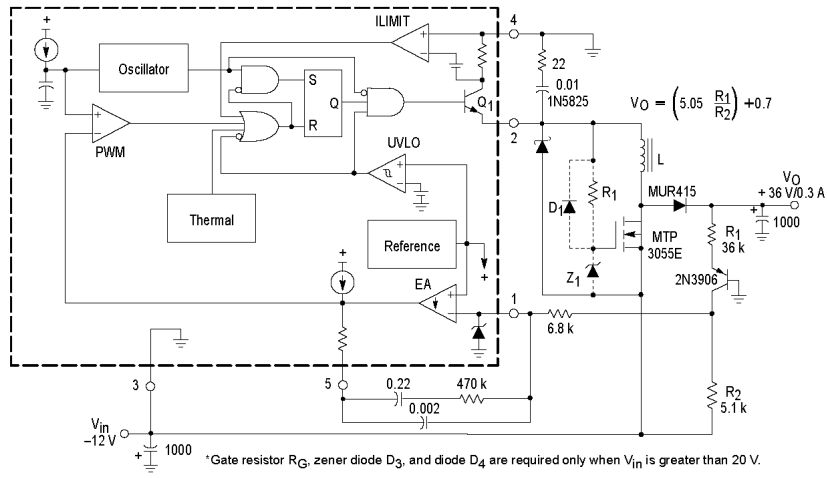 ILIMIT
4
+
−
Oscillator
22
0.01
1N5825
S
R
Q
Q1
2
VO = (5.05 R1/R2) +0.7
+
−
PWM
UVLO
+
−
L
VO
+ 36 V/0.3 A
MUR415
+
1000
Thermal
Reference
+
D1
R1
Z1
MTP
3055E
R1
36 k
2N3906
+
EA
+
−
1
6.8 k
3
5
0.22
470 k
0.002
R2
5.1 k
Vin
–12 V
+
1000
*Gate resistor RG, zener diode D3, and diode D4 are required only when Vin is greater than 20 V.